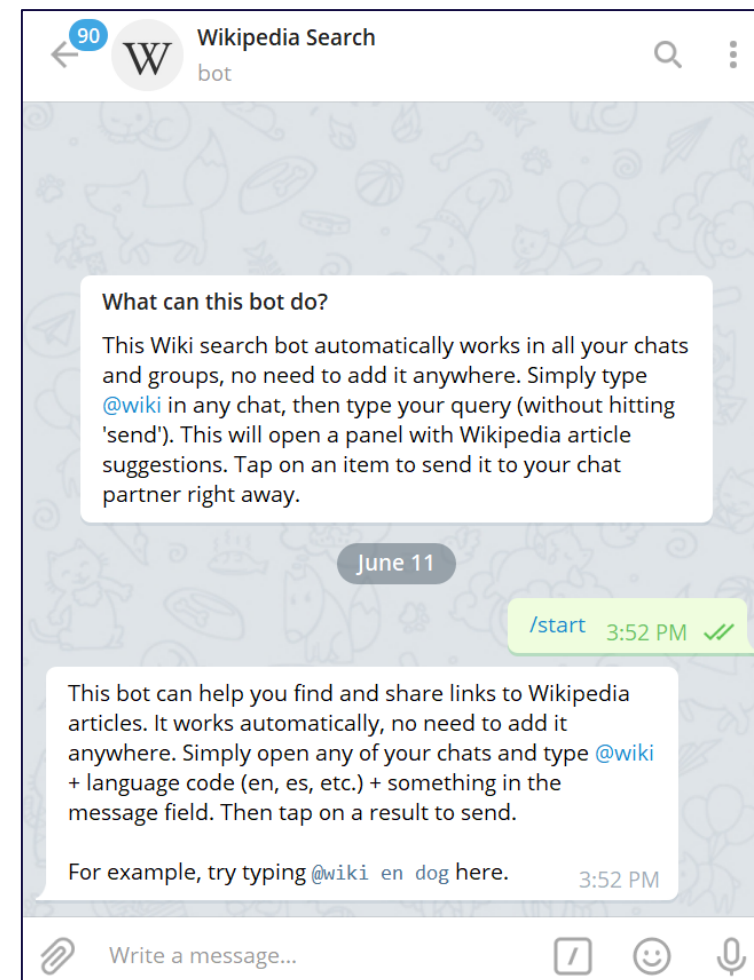 90
W
Wikipedia Search
bot
What can this bot do?
This Wiki search bot automatically works in all your chats
and groups, no need to add it anywhere. Simply type
@wiki in any chat, then type your query (without hitting
'send'). This will open a panel with Wikipedia article
suggestions. Tap on an item to send it to your chat
partner right away.
June 11
/start 3:52 PM
This bot can help you find and share links to Wikipedia
articles. It works automatically, no need to add it
anywhere. Simply open any of your chats and type @wiki
+ language code (en, es, etc.) + something in the
message field. Then tap on a result to send.
For example, try typing @wiki en dog here. 3:52 PM
Write a message...
/